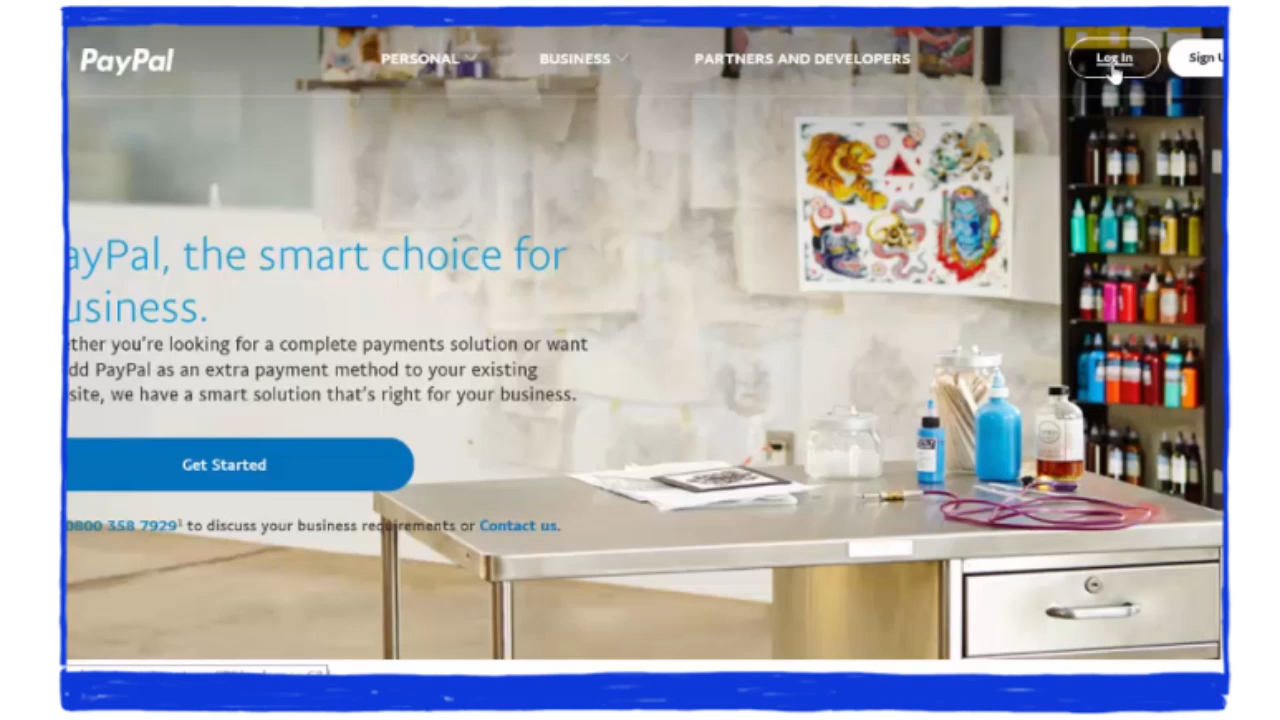 PayPal
PERSONAL
BUSINESS
PARTNERS AND DEVELOPERS
Log In
Sign U
ayPal, the smart choice for
usiness.
ther you're looking for a complete payments solution or want
dd PayPal as an extra payment method to your existing
site, we have a smart solution that's right for your business.
Get Started
0800 358 7929¹ to discuss your business requirements or Contact us.